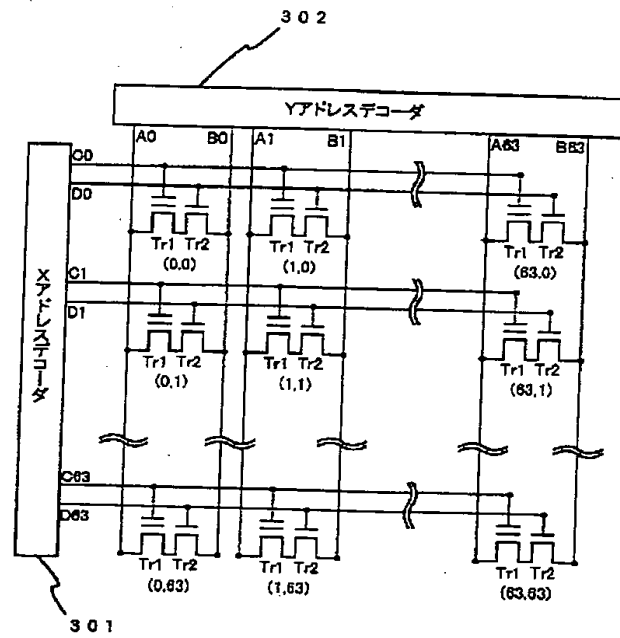 302
Yアドレスデコーダ
A0 B0 A1 B1 A63 B63
C0
D0
Tr1 Tr2 Tr1 Tr2 Tr1 Tr2
(0,0) (1,0) (63,0)
Xアドレスデコーダ
C1
D1
Tr1 Tr2 Tr1 Tr2 Tr1 Tr2
(0,1) (1,1) (63,1)
C63
D63
Tr1 Tr2 Tr1 Tr2 Tr1 Tr2
(0,63) (1,63) (63,63)
301